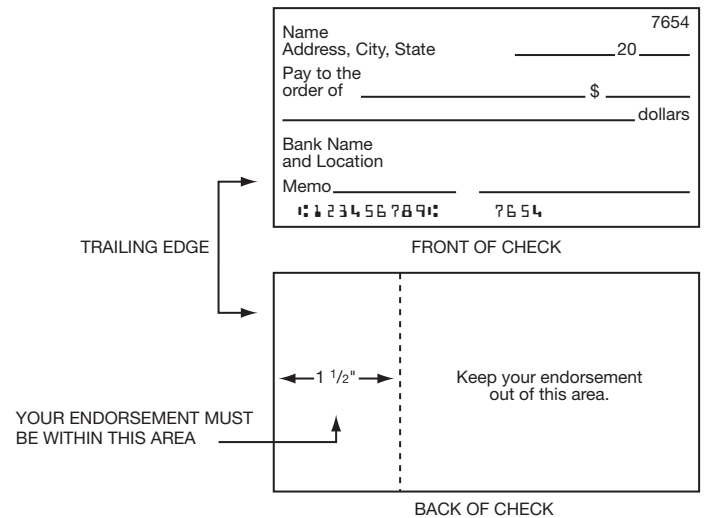 7654
Name
Address, City, State 20
Pay to the
order of $
dollars
Bank Name
and Location
Memo
⑆123456789⑆ 7654
TRAILING EDGE
FRONT OF CHECK
1 1/2"
Keep your endorsement
out of this area.
YOUR ENDORSEMENT MUST
BE WITHIN THIS AREA
BACK OF CHECK